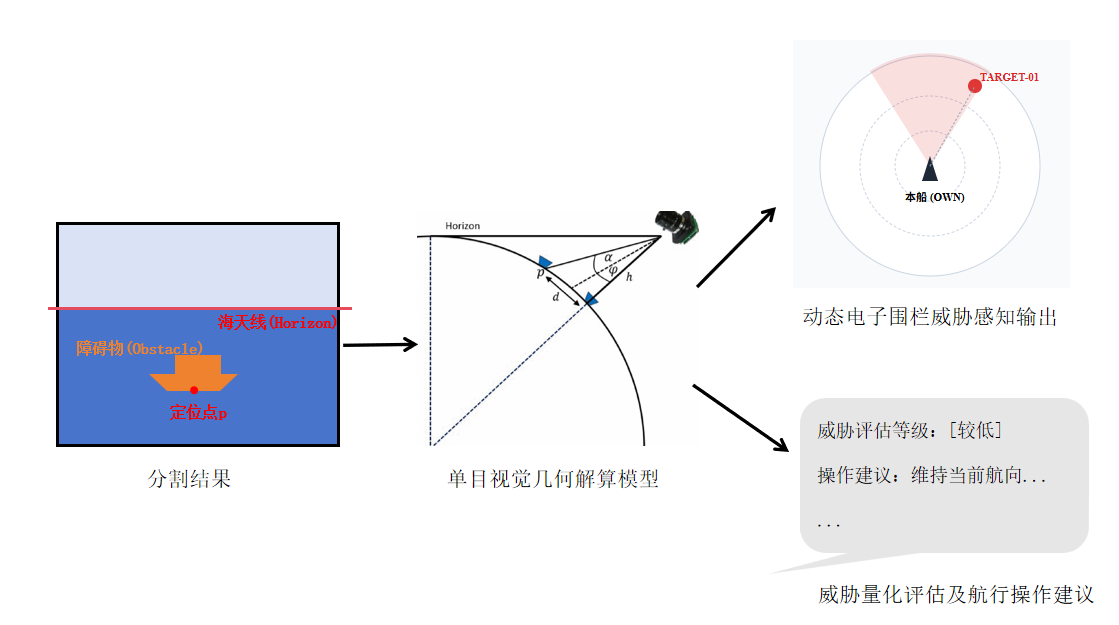 海天线(Horizon)
障碍物(Obstacle)
定位点p
分割结果
Horizon
α
φ
p
h
d
单目视觉几何解算模型
TARGET-01
本船 (OWN)
动态电子围栏威胁感知输出
威胁评估等级：[较低]
操作建议：维持当前航向...
...
威胁量化评估及航行操作建议